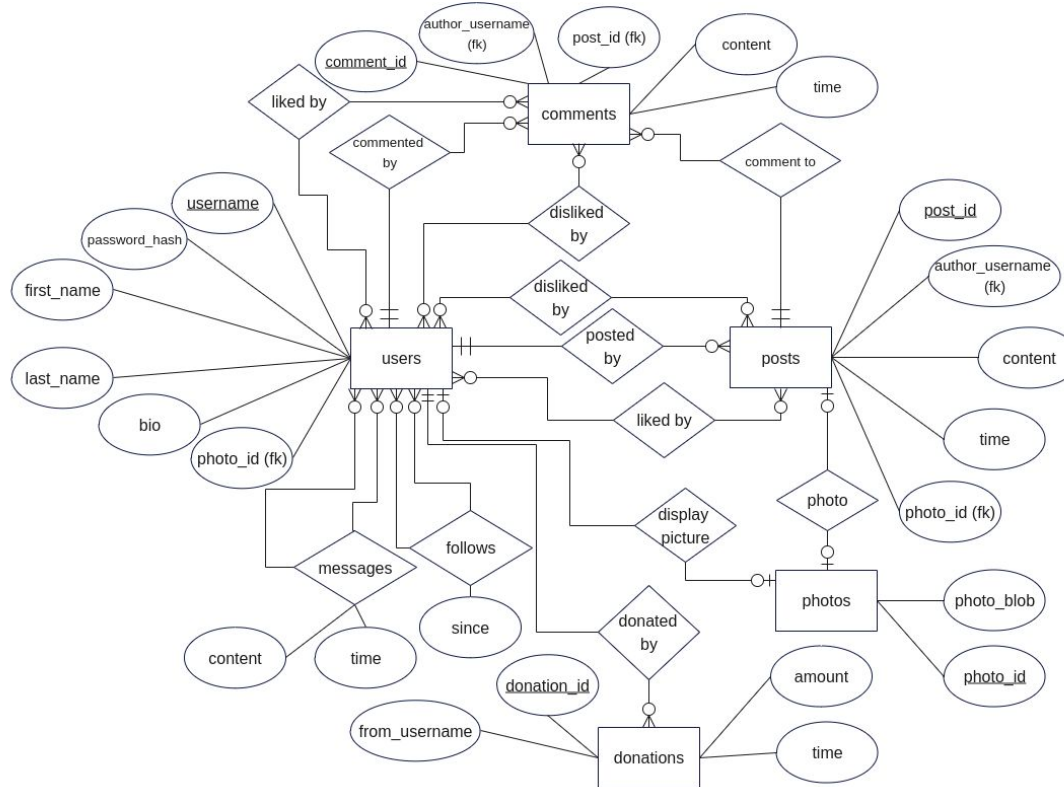 author_username
(fk)
post_id (fk)
content
comment_id
time
liked by
comments
commented
by
comment to
username
disliked
by
post_id
password_hash
author_username
(fk)
first_name
disliked
by
users
posted
by
posts
content
last_name
bio
liked by
time
photo_id (fk)
photo
display
picture
photo_id (fk)
messages
follows
photos
photo_blob
since
donated
by
content
time
donation_id
amount
photo_id
from_username
donations
time